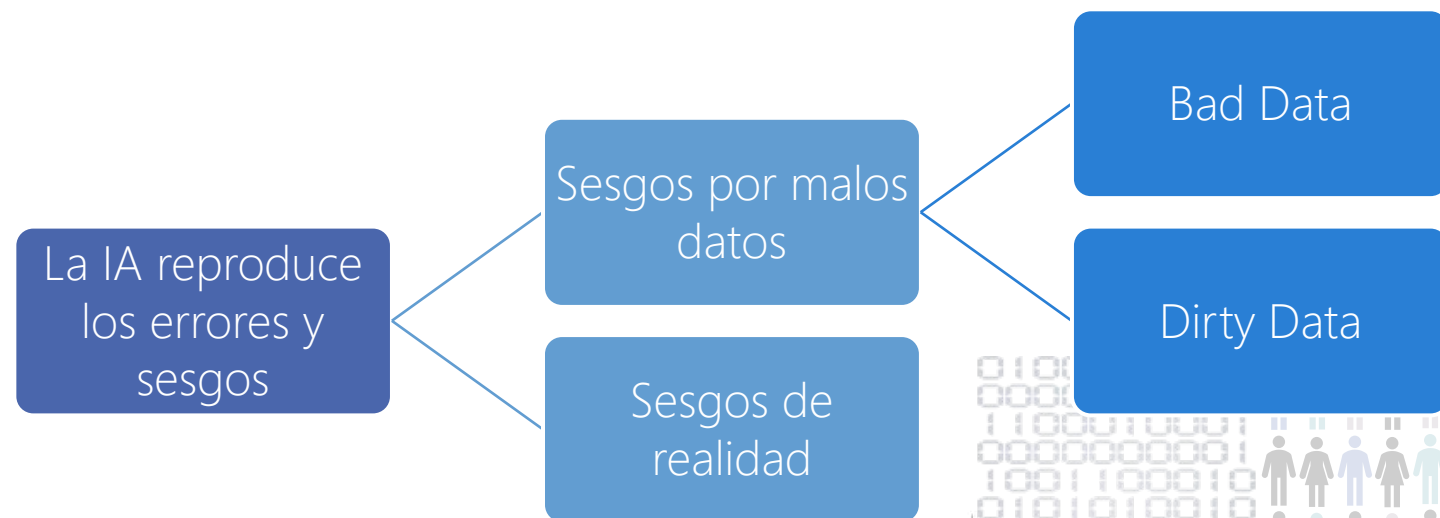 La IA reproduce
los errores y
sesgos
Sesgos por malos
datos
Sesgos de
realidad
Bad Data
Dirty Data